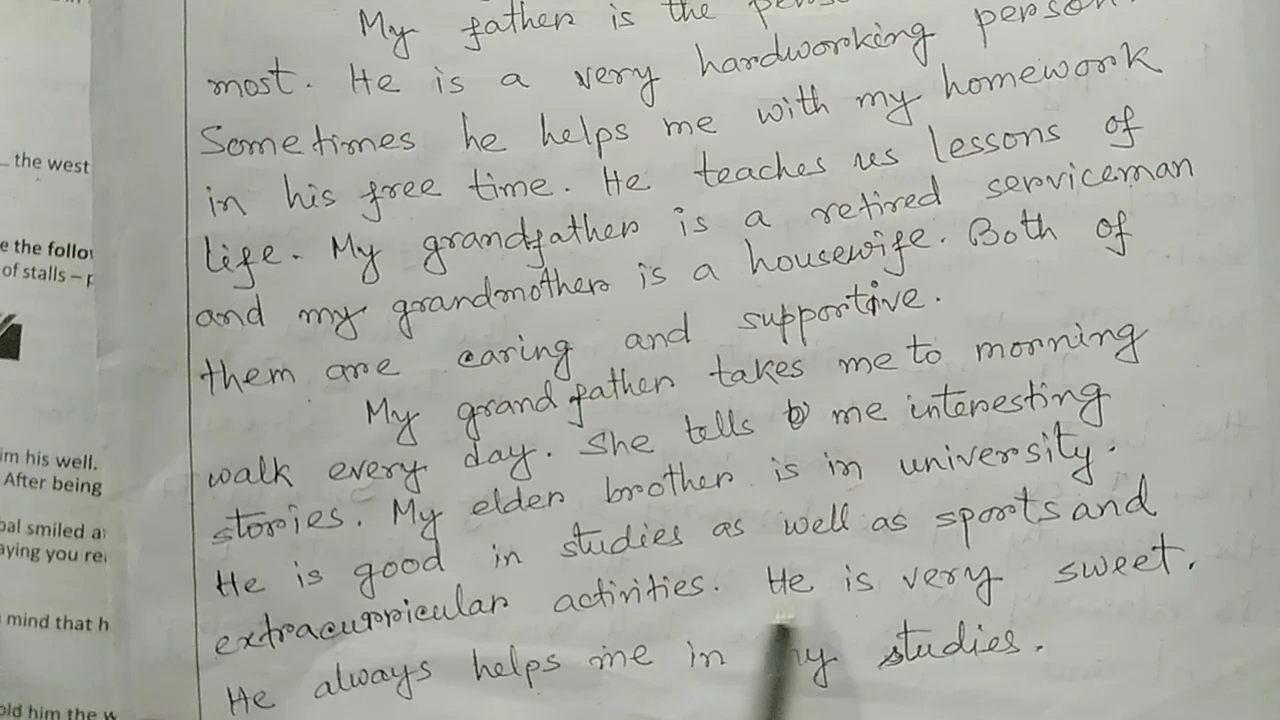 My father is the
most. He is a very hardworking person.
Sometimes he helps me with my homework
in his free time. He teaches us lessons of
life. My grandfather is a retired serviceman
and my grandmother is a housewife. Both of
them are caring and supportive.
My grandfather takes me to morning
walk every day. She tells me interesting
stories. My elder brother is in university.
He is good in studies as well as sports and
extracurricular activities. He is very sweet.
He always helps me in my studies.
the west
e the follo
of stalls –
im his well.
After being
smiled
aying you
mind that h
him the w